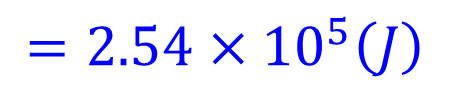 = 2.54 × 10⁵(J)